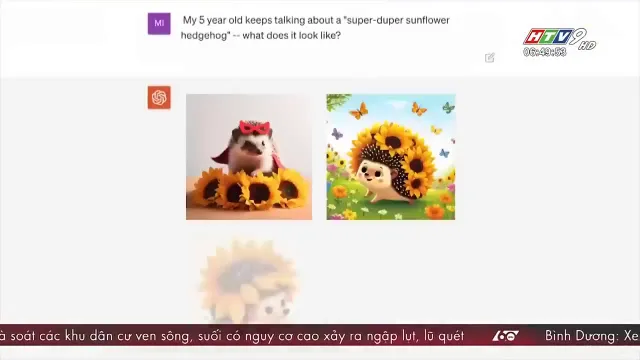 MI
My 5 year old keeps talking about a "super-duper sunflower
hedgehog" -- what does it look like?
HTV9 HD
06:49:53
à soát các khu dân cư ven sông, suối có nguy cơ cao xảy ra ngập lụt, lũ quét
60
Bình Dương: Xe